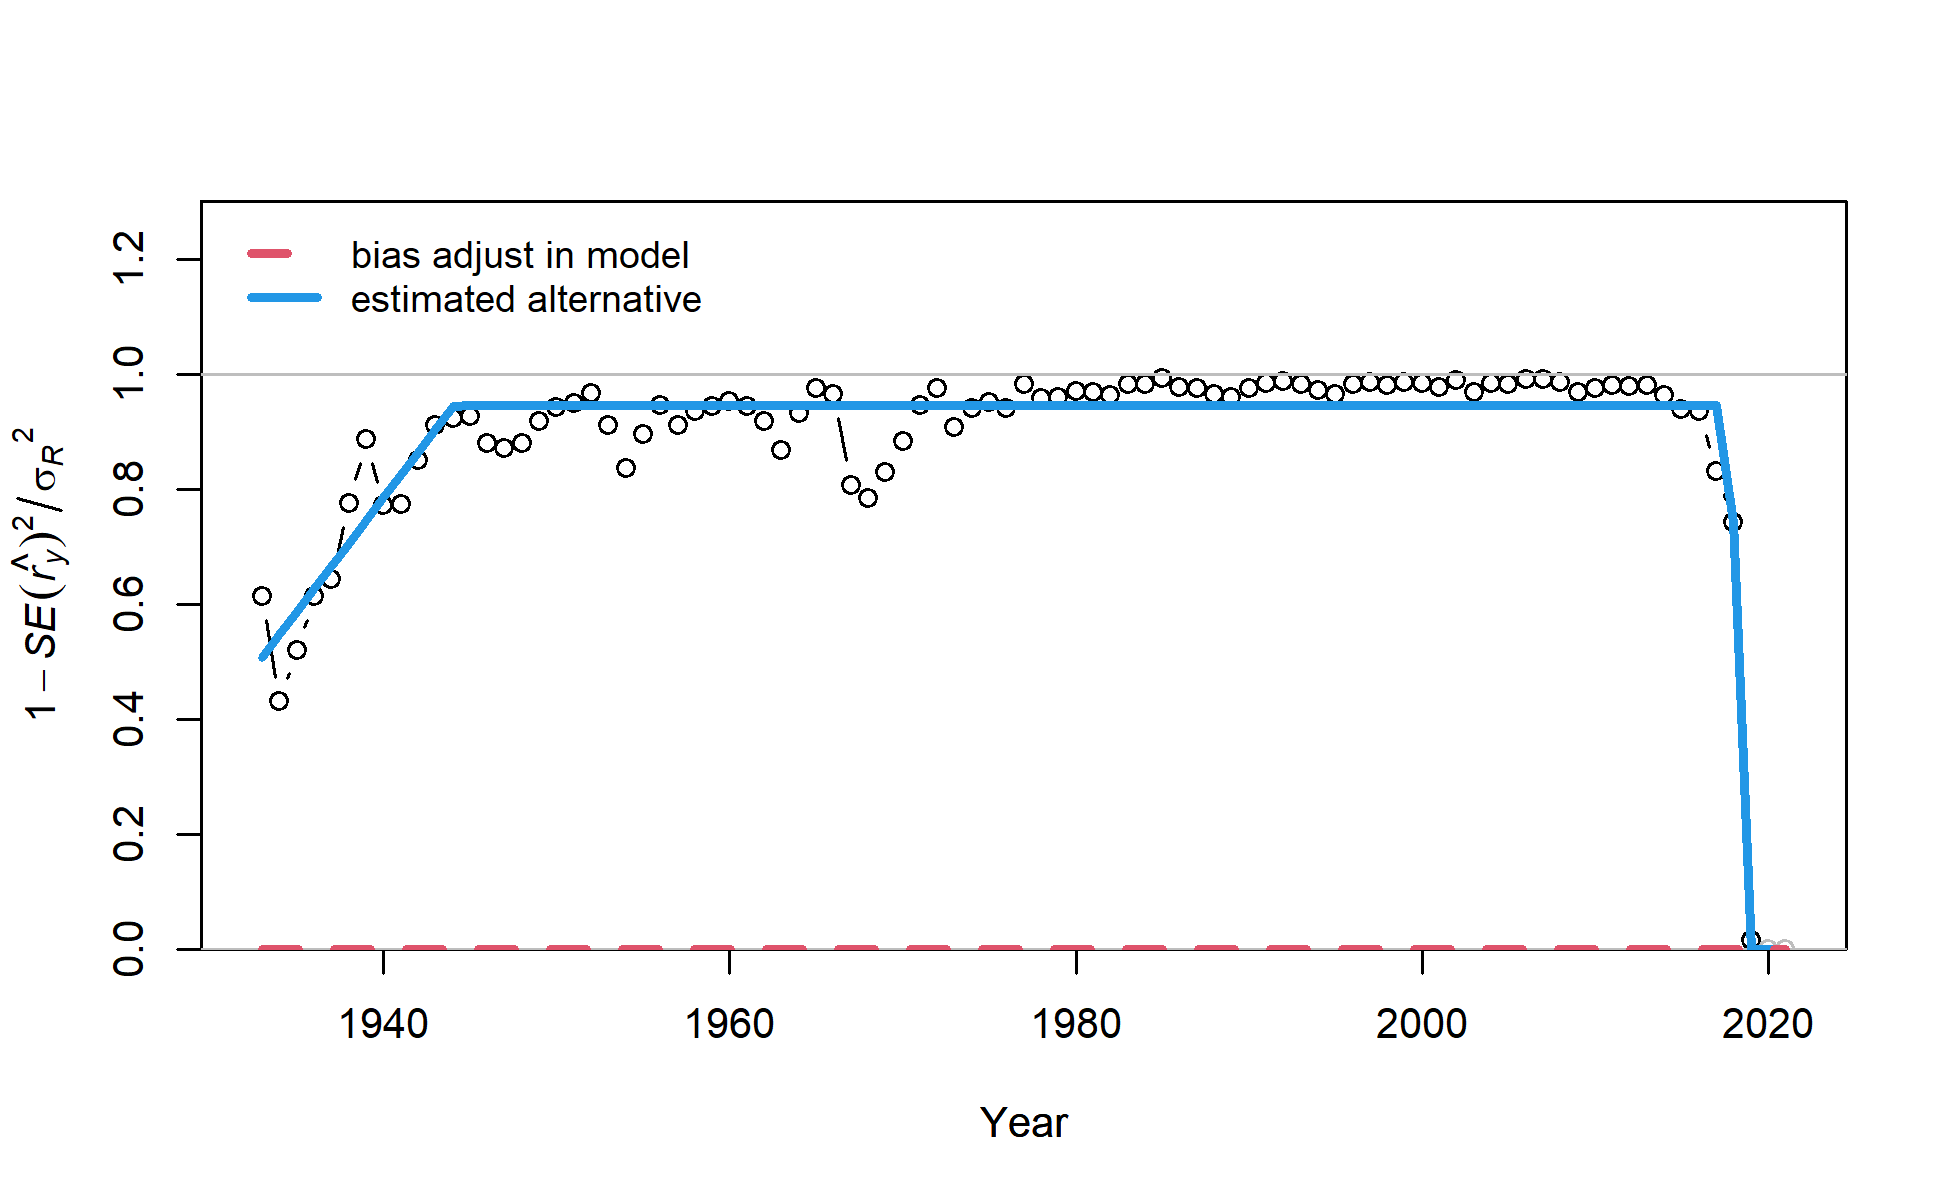 bias adjust in model
estimated alternative
1 − SE(r̂y)² / σR²
1.2
1.0
0.8
0.6
0.4
0.2
0.0
1940 1960 1980 2000 2020
Year